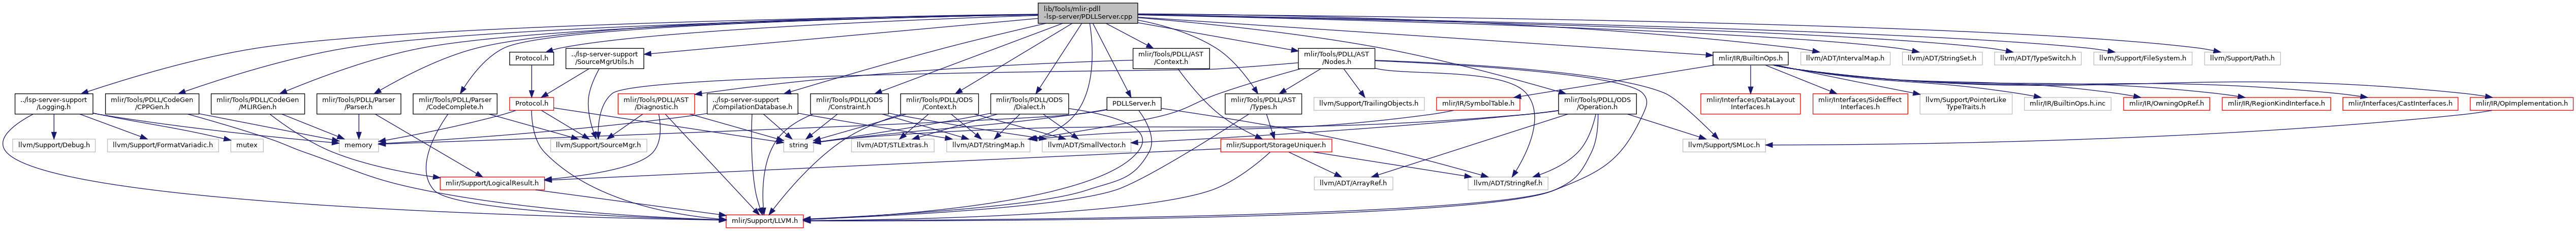 lib/Tools/mlir-pdll
-lsp-server/PDLLServer.cpp
Protocol.h
../lsp-server-support
/SourceMgrUtils.h
mlir/Tools/PDLL/AST
/Context.h
mlir/Tools/PDLL/AST
/Nodes.h
mlir/IR/BuiltinOps.h
llvm/ADT/IntervalMap.h
llvm/ADT/StringSet.h
llvm/ADT/TypeSwitch.h
llvm/Support/FileSystem.h
llvm/Support/Path.h
../lsp-server-support
/Logging.h
mlir/Tools/PDLL/CodeGen
/CPPGen.h
mlir/Tools/PDLL/CodeGen
/MLIRGen.h
mlir/Tools/PDLL/Parser
/Parser.h
mlir/Tools/PDLL/Parser
/CodeComplete.h
Protocol.h
mlir/Tools/PDLL/AST
/Diagnostic.h
../lsp-server-support
/CompilationDatabase.h
mlir/Tools/PDLL/ODS
/Constraint.h
mlir/Tools/PDLL/ODS
/Context.h
mlir/Tools/PDLL/ODS
/Dialect.h
PDLLServer.h
mlir/Tools/PDLL/AST
/Types.h
llvm/Support/TrailingObjects.h
mlir/IR/SymbolTable.h
mlir/Tools/PDLL/ODS
/Operation.h
mlir/Interfaces/DataLayout
Interfaces.h
mlir/Interfaces/SideEffect
Interfaces.h
llvm/Support/PointerLike
TypeTraits.h
mlir/IR/BuiltinOps.h.inc
mlir/IR/OwningOpRef.h
mlir/IR/RegionKindInterface.h
mlir/Interfaces/CastInterfaces.h
mlir/IR/OpImplementation.h
llvm/Support/Debug.h
llvm/Support/FormatVariadic.h
mutex
memory
llvm/Support/SourceMgr.h
string
llvm/ADT/STLExtras.h
llvm/ADT/StringMap.h
llvm/ADT/SmallVector.h
mlir/Support/StorageUniquer.h
llvm/Support/SMLoc.h
mlir/Support/LogicalResult.h
llvm/ADT/ArrayRef.h
llvm/ADT/StringRef.h
mlir/Support/LLVM.h